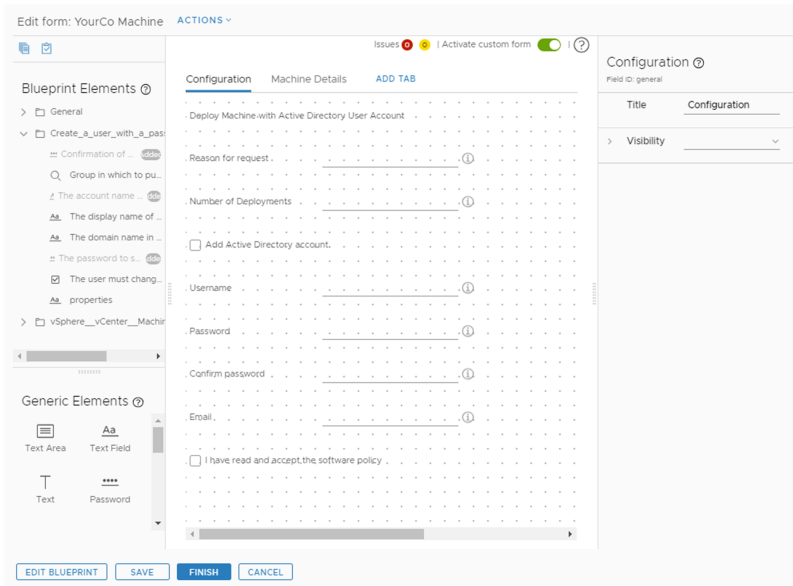 Edit form: YourCo Machine ACTIONS
Issues 0 0 | Activate custom form | ?
Blueprint Elements ?
General
Create_a_user_with_a_pas
Confirmation of ...
Group in which to pu...
The account name ...
The display name of ...
The domain name in ...
The password to s...
The user must chang...
properties
vSphere__vCenter__Machin
Generic Elements ?
Aa
Text Area Text Field
Text Password
Configuration Machine Details ADD TAB
Deploy Machine with Active Directory User Account
Reason for request
Number of Deployments
Add Active Directory account.
Username
Password
Confirm password
Email
I have read and accept the software policy
Configuration ?
Field ID: general
Title Configuration
Visibility
EDIT BLUEPRINT SAVE FINISH CANCEL